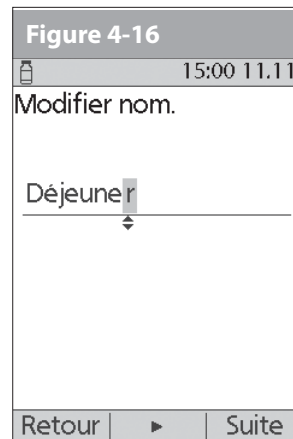 Figure 4-16
15:00 11.11
Modifier nom.
Déjeuner
Retour ► Suite